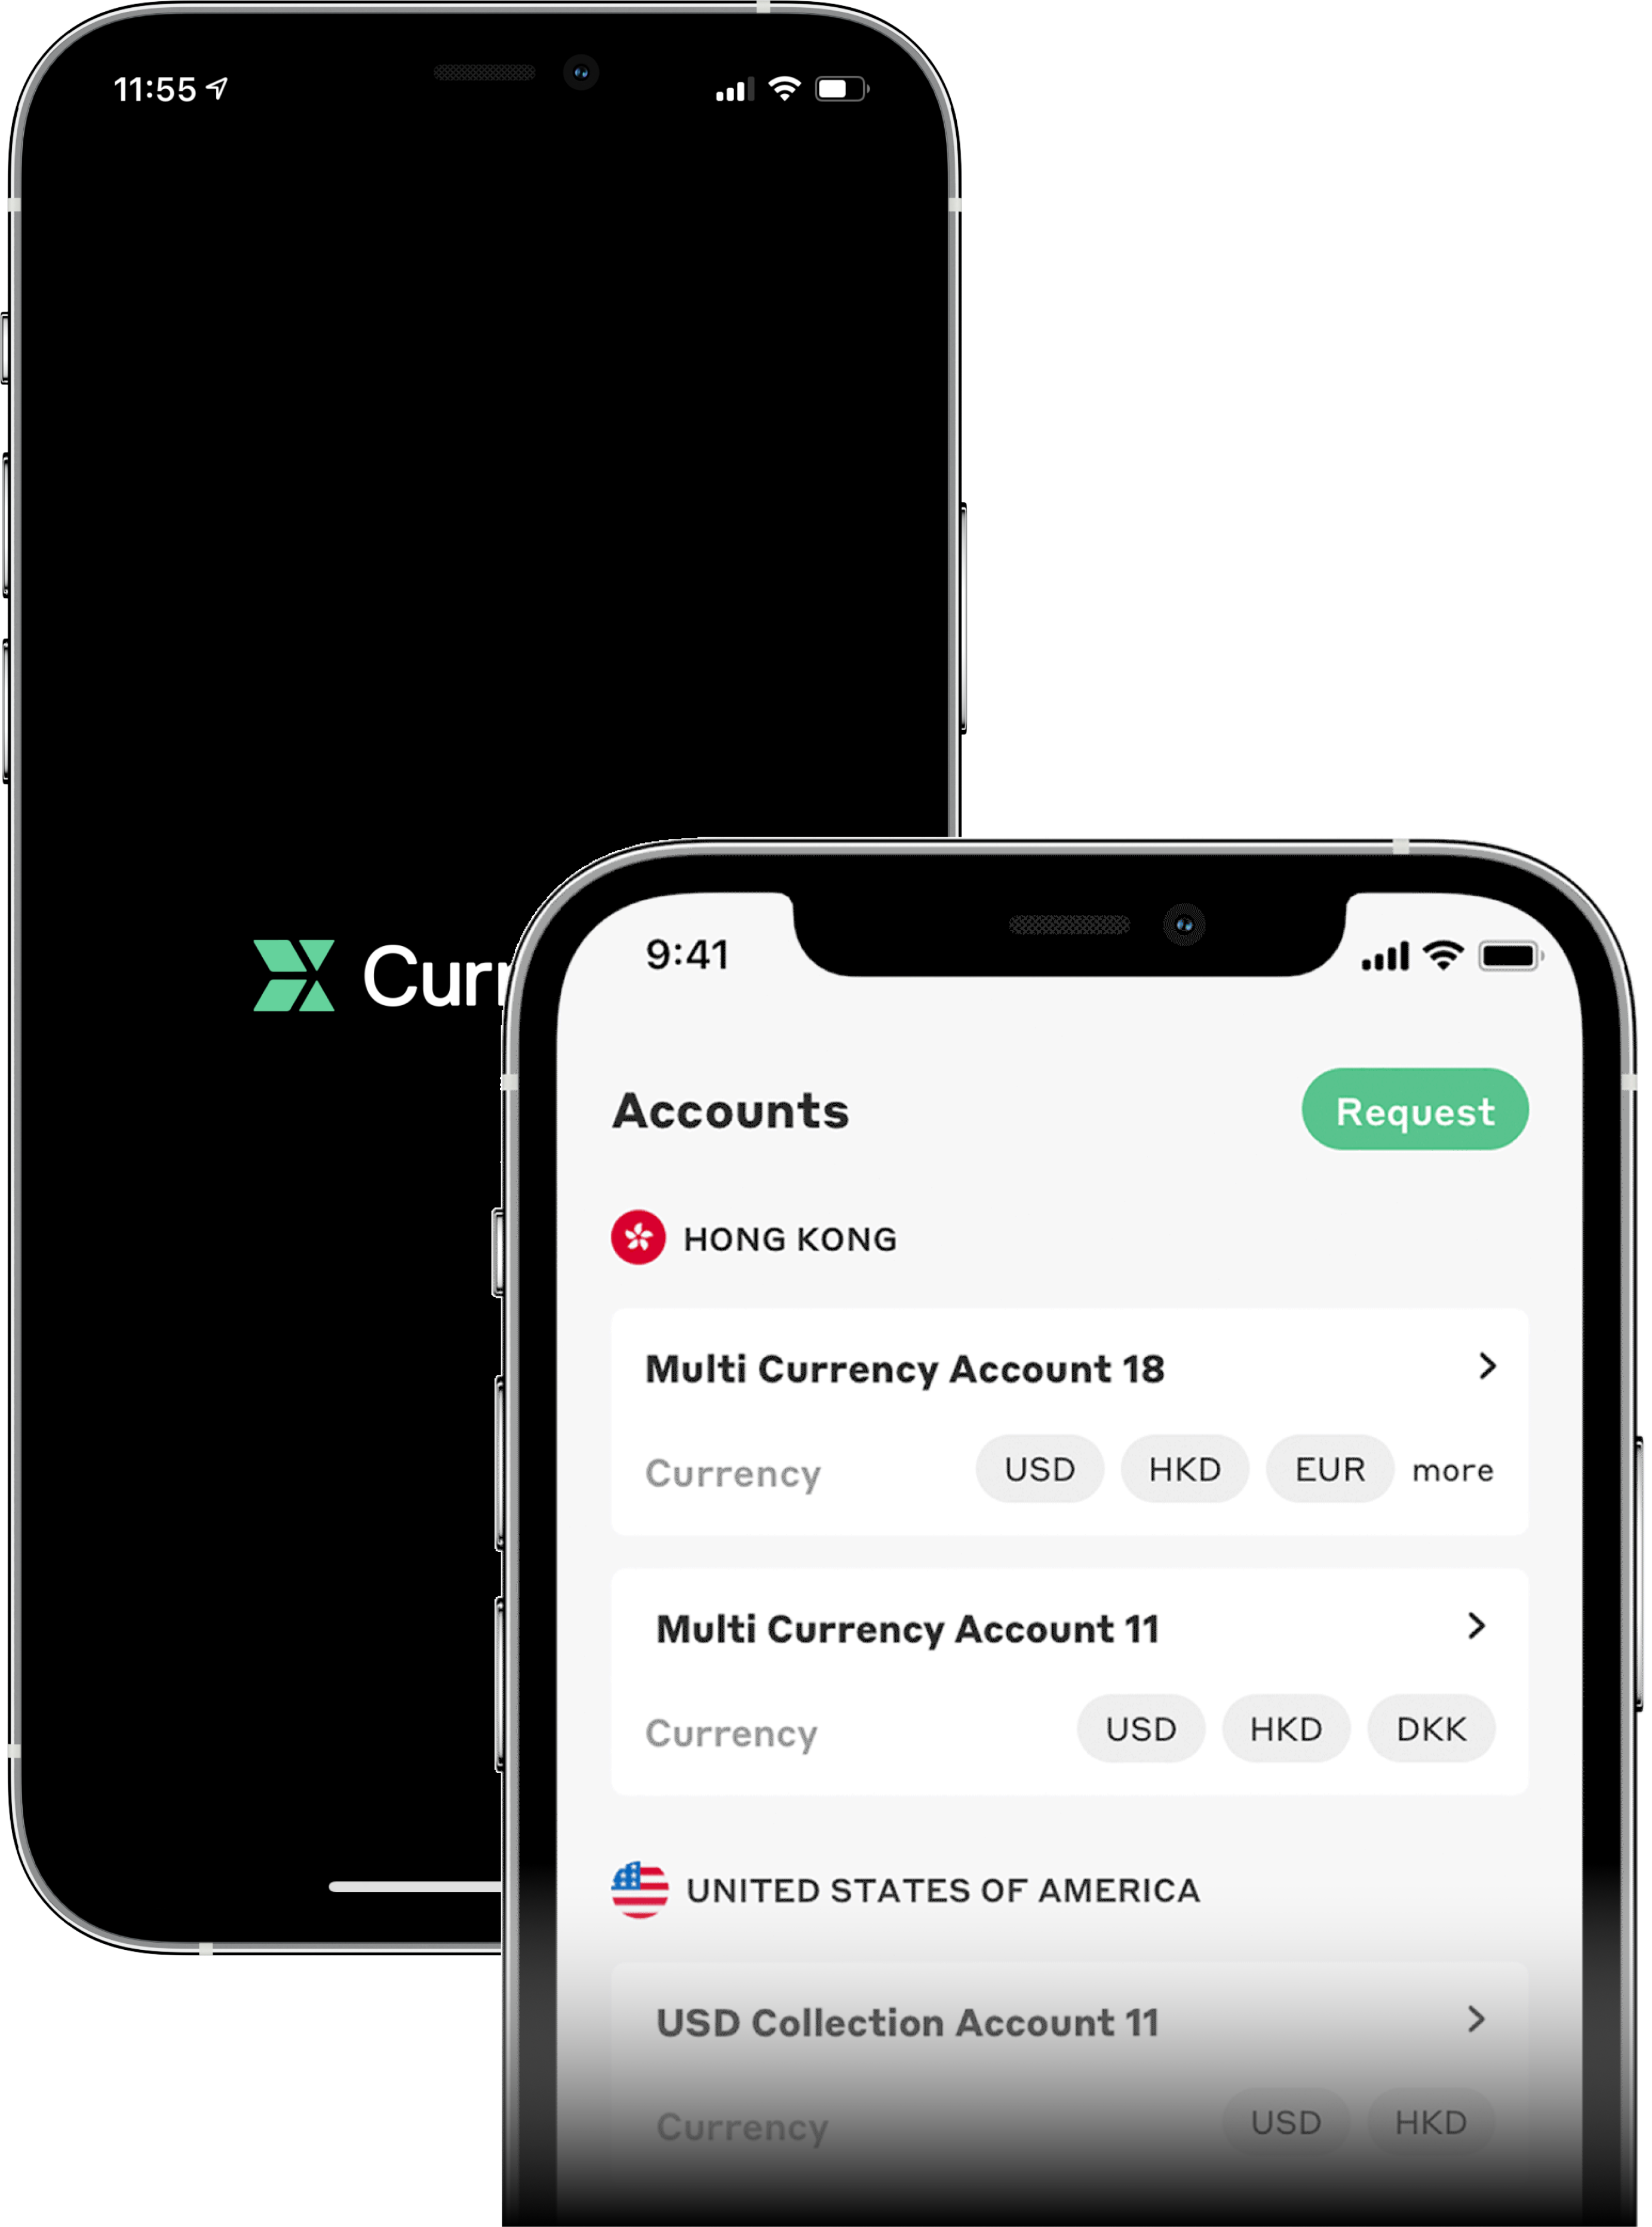 11:55
Curr
9:41
Accounts
Request
HONG KONG
Multi Currency Account 18
Currency USD HKD EUR more
Multi Currency Account 11
Currency USD HKD DKK
UNITED STATES OF AMERICA
USD Collection Account 11
Currency USD HKD